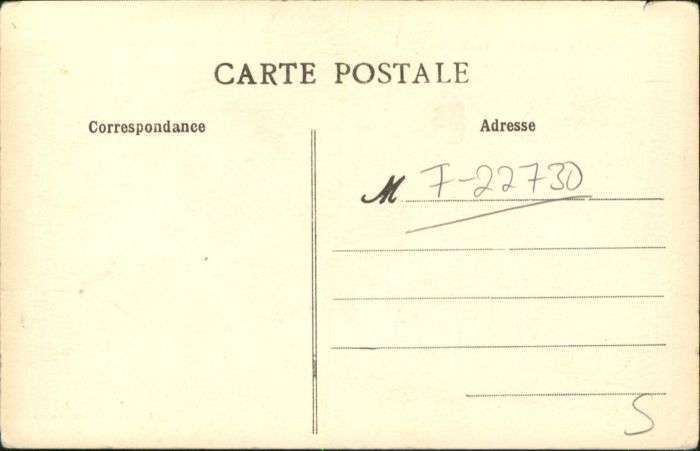 CARTE POSTALE
Correspondance
Adresse
M F-22730
S